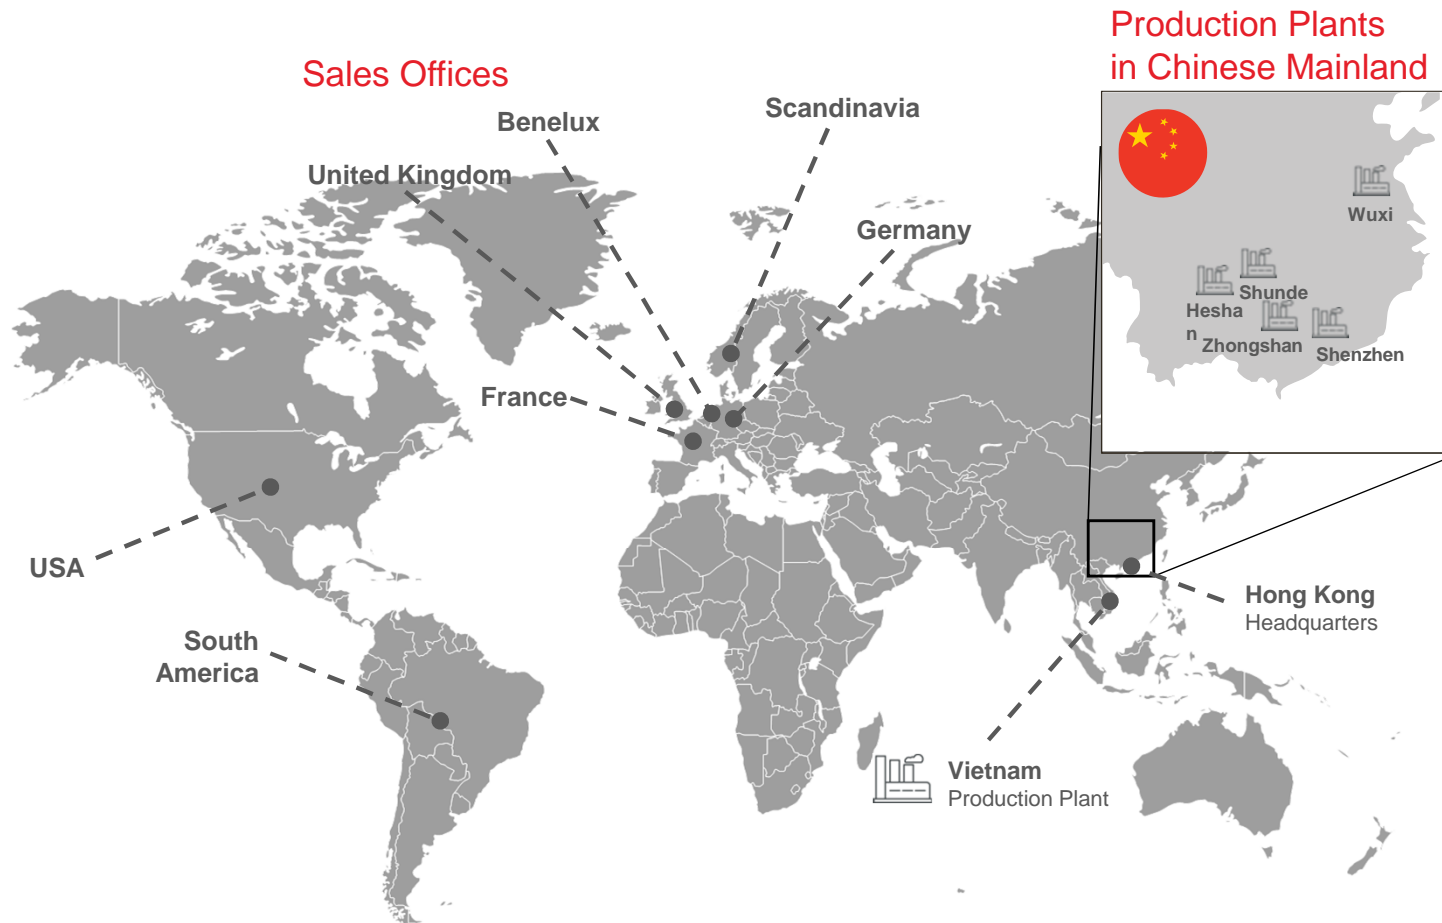 Production Plants
in Chinese Mainland
Sales Offices
Benelux
Scandinavia
United Kingdom
Germany
Wuxi
Shunde
Hesha
n
Zhongshan
Shenzhen
France
USA
Hong Kong
Headquarters
South
America
Vietnam
Production Plant